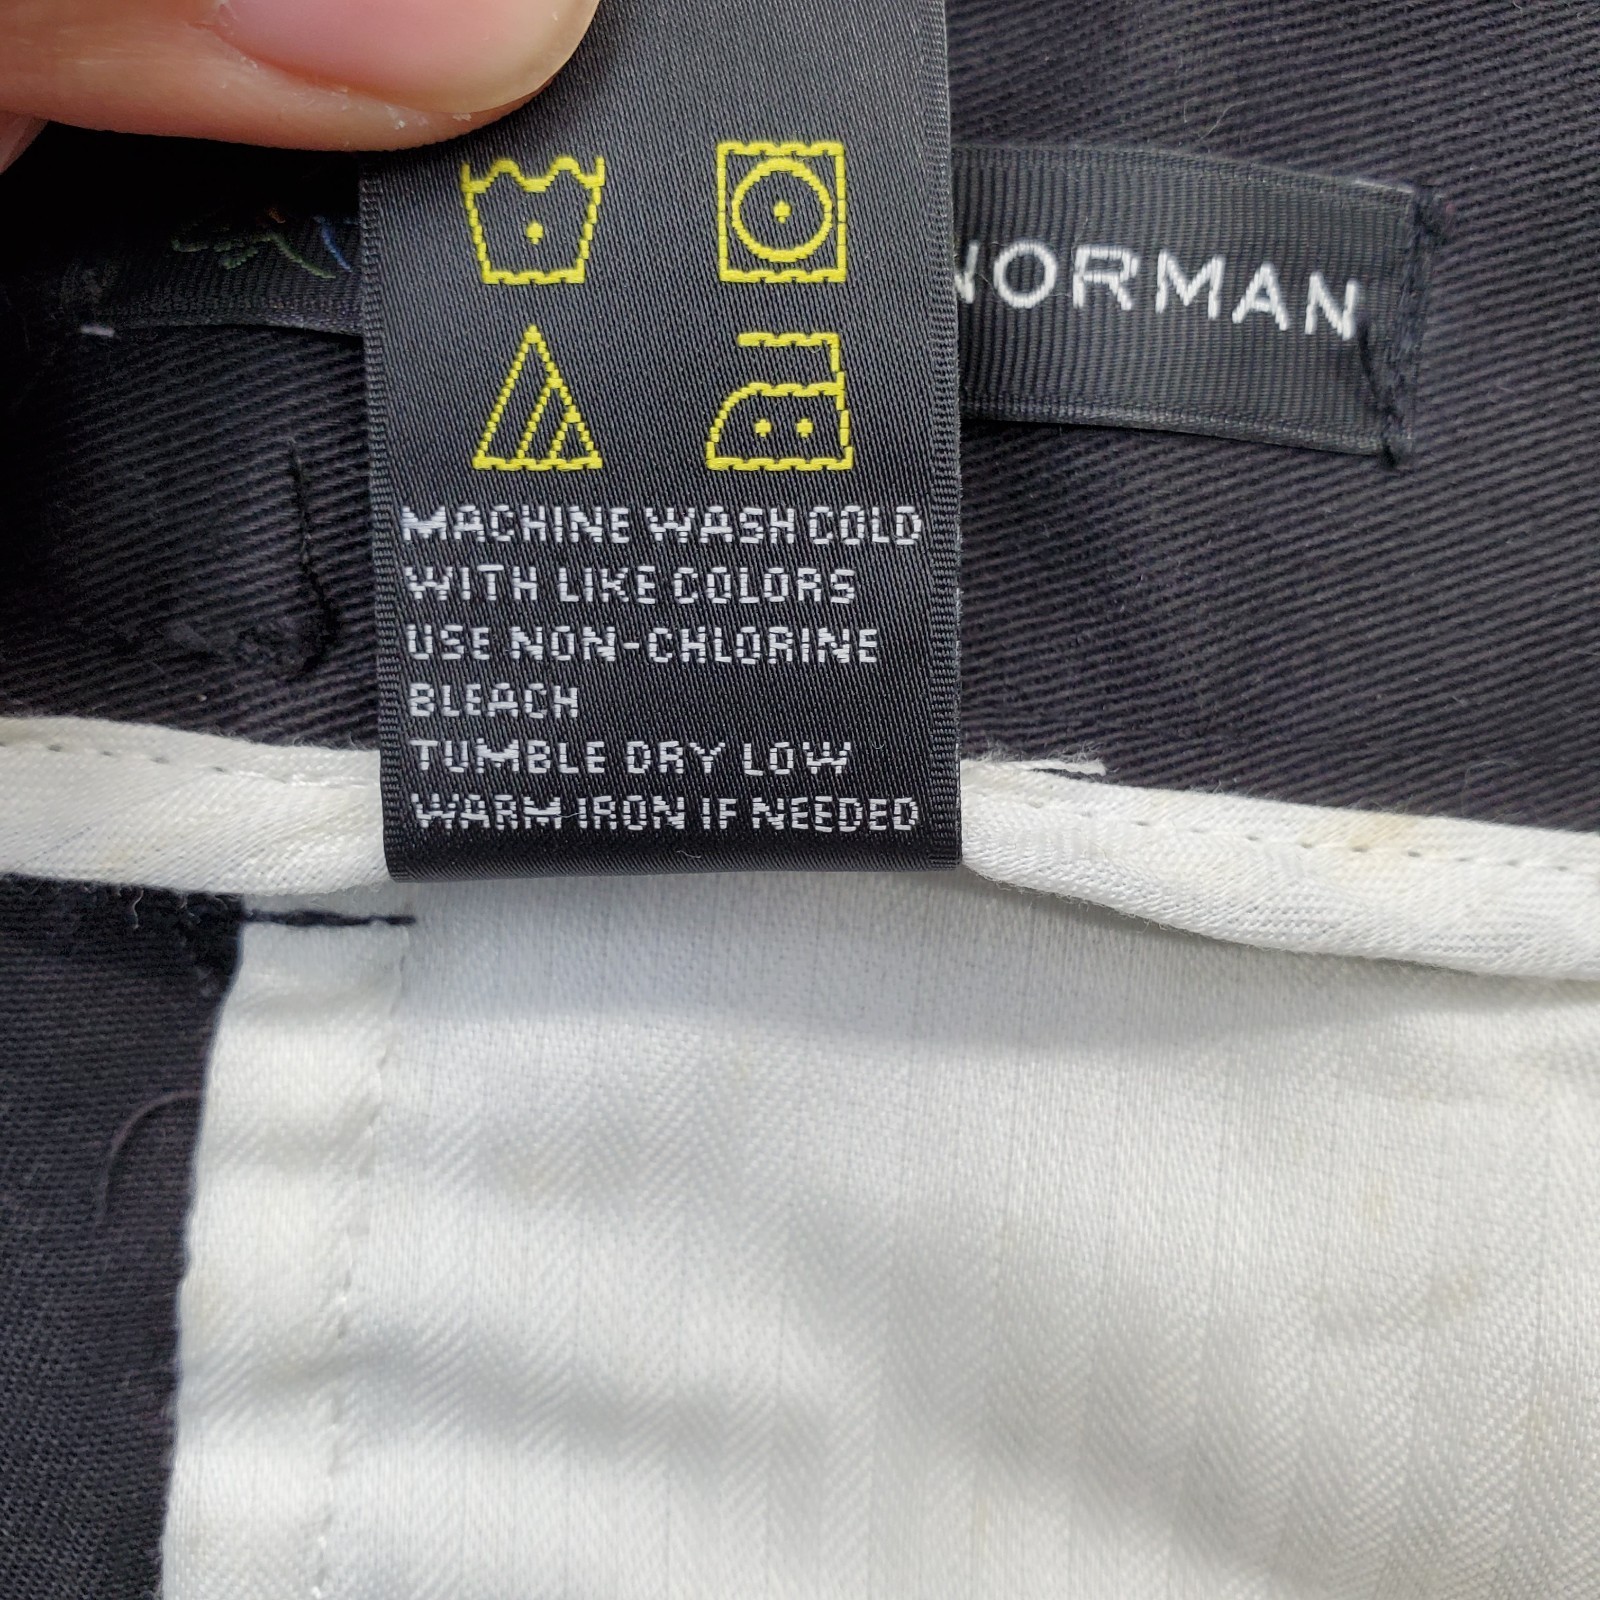 NORMAN
MACHINE WASH COLD
WITH LIKE COLORS
USE NON-CHLORINE
BLEACH
TUMBLE DRY LOW
WARM IRON IF NEEDED